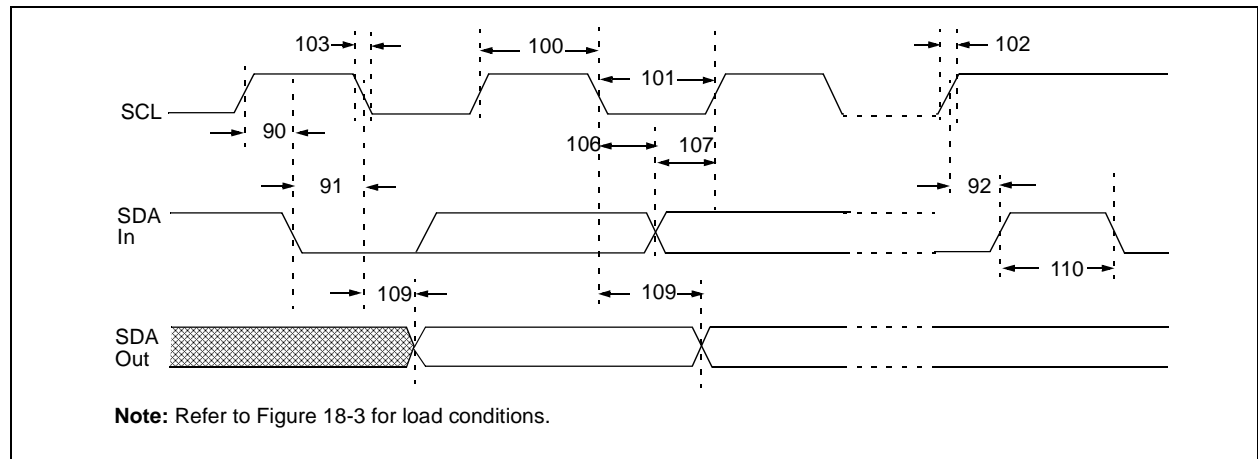 103
100
102
101
SCL
90
106
107
91
92
SDA
In
110
109
109
SDA
Out
Note: Refer to Figure 18-3 for load conditions.